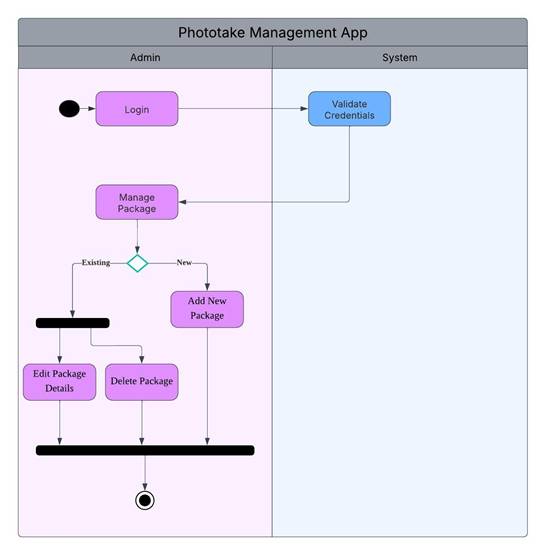 Phototake Management App
Admin
System
Login
Validate
Credentials
Manage
Package
Existing
New
Add New
Package
Edit Package
Details
Delete Package